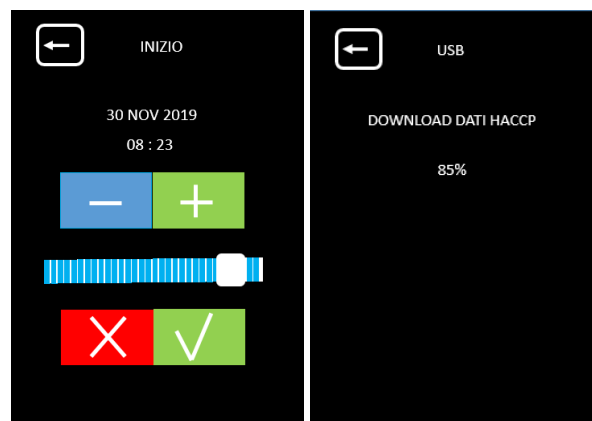 INIZIO
30 NOV 2019
08 : 23
USB
DOWNLOAD DATI HACCP
85%